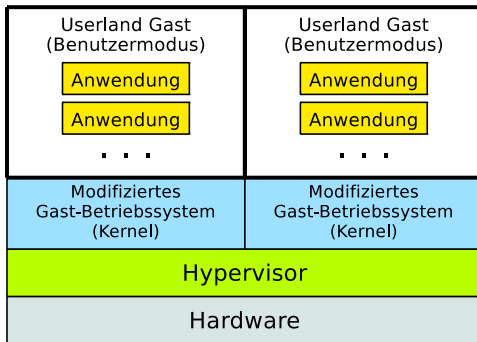 Userland Gast
(Benutzermodus)
Anwendung
Anwendung
. . .
Modifiziertes
Gast-Betriebssystem
(Kernel)
Userland Gast
(Benutzermodus)
Anwendung
Anwendung
. . .
Modifiziertes
Gast-Betriebssystem
(Kernel)
Hypervisor
Hardware